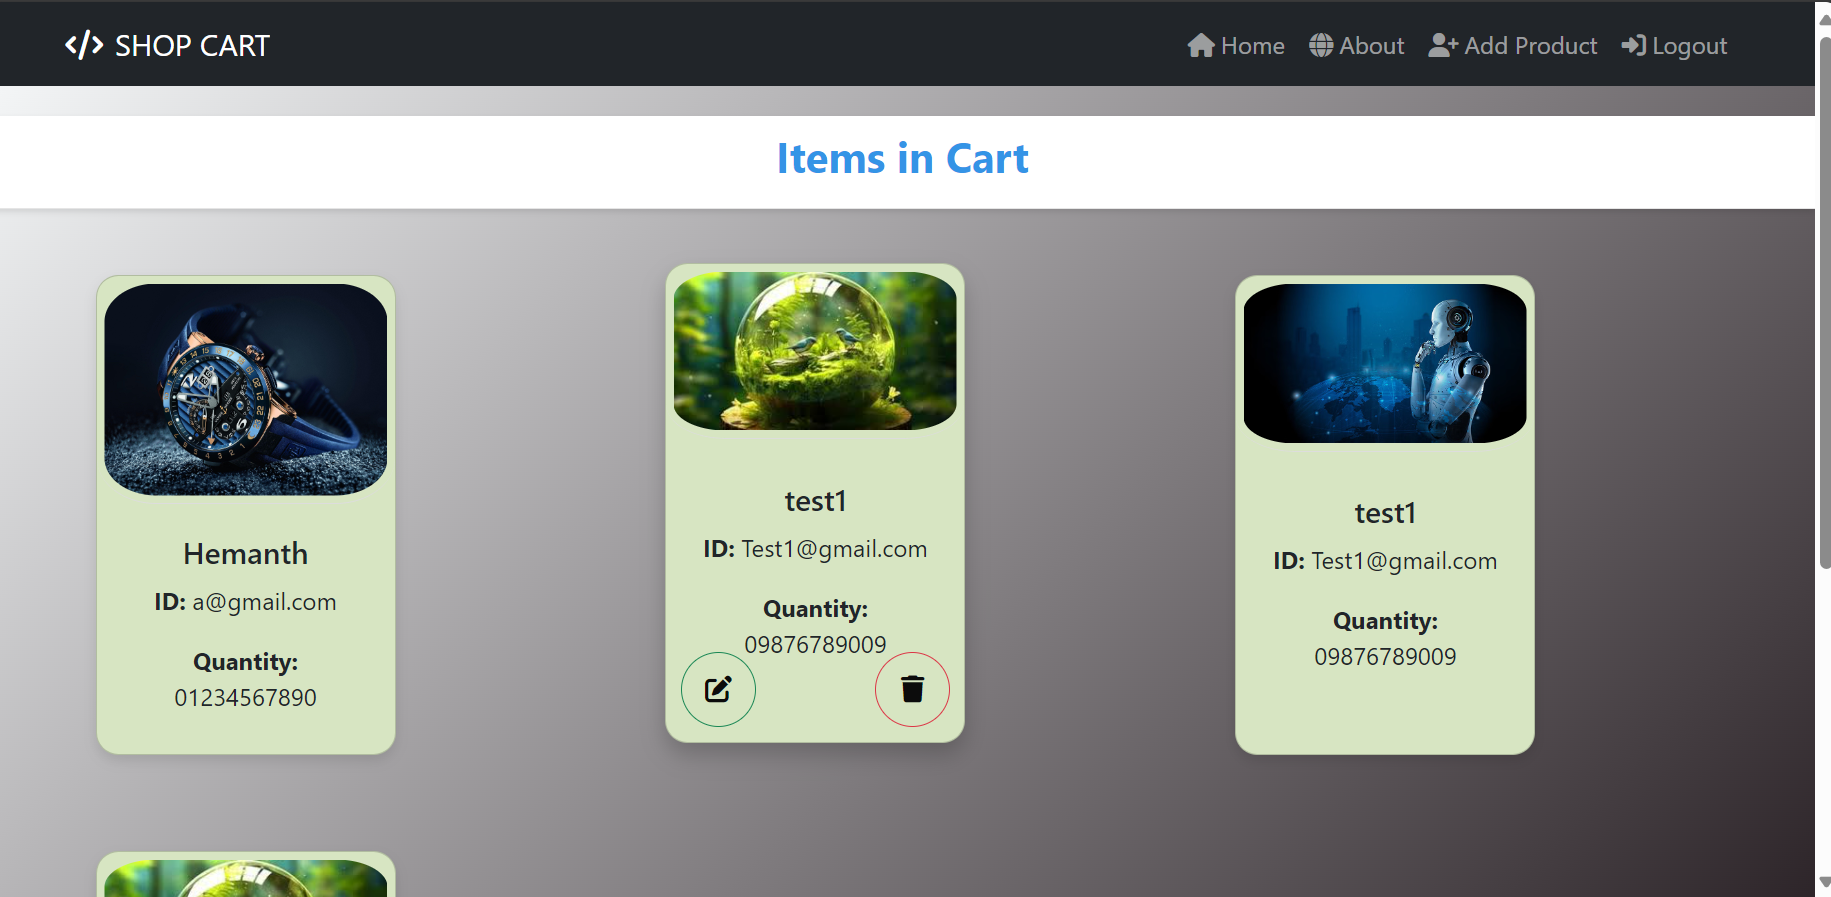 SHOP CART
Home
About
Add Product
Logout
Items in Cart
Hemanth
ID: a@gmail.com
Quantity:
01234567890
test1
ID: Test1@gmail.com
Quantity:
09876789009
test1
ID: Test1@gmail.com
Quantity:
09876789009